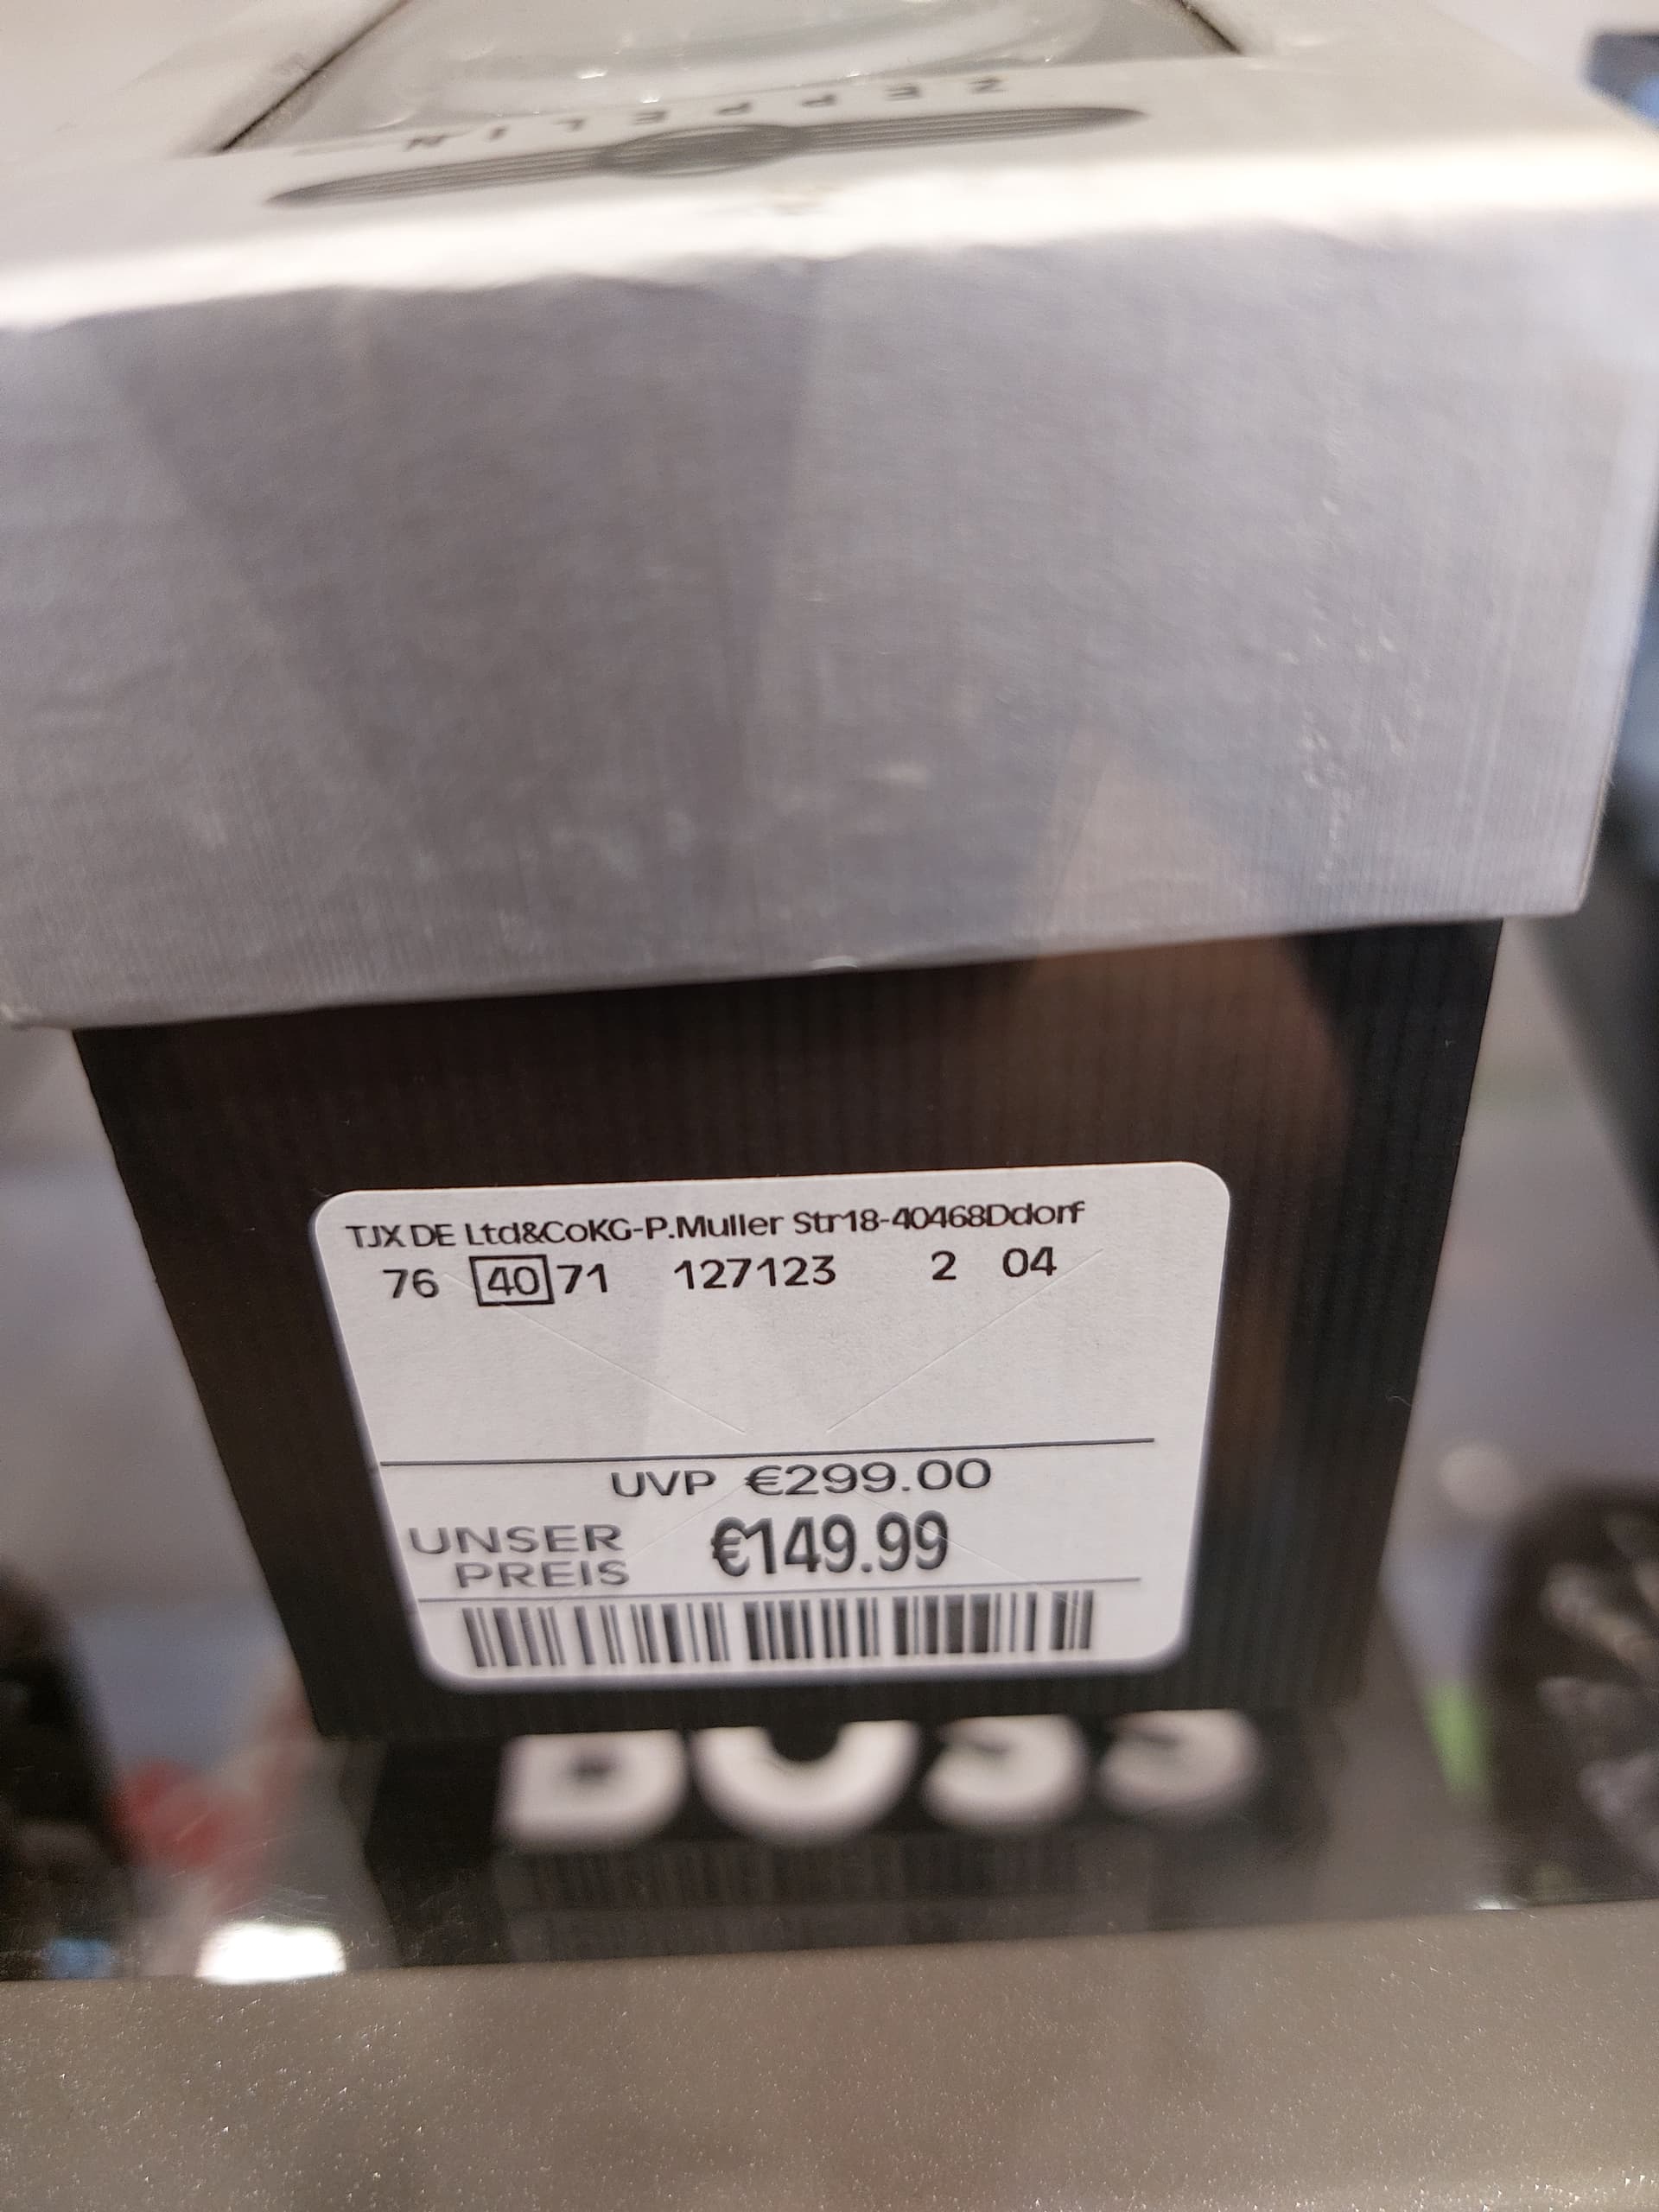 ZEPPELIN
TJX DE Ltd&CoKG-P.Muller Str18-40468Ddorf
76 40 71 127123 2 04
UVP €299.00
UNSER PREIS €149.99
BOSS